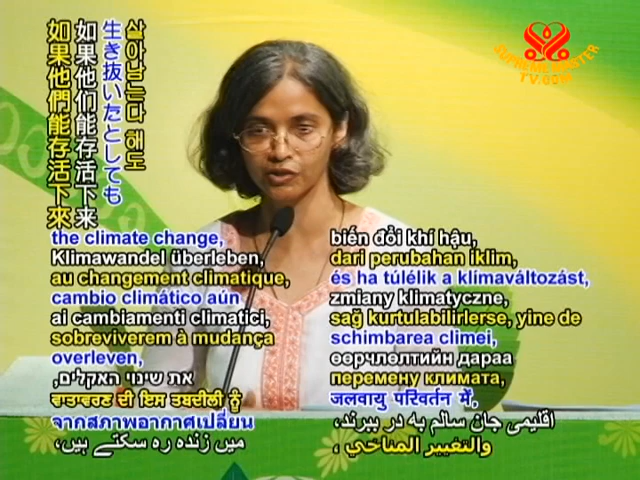 SUPREME MASTER
TV.COM
살아남는다 해도
生き抜いたとしても
如果他们能存活下来
如果他們能存活下來
the climate change,
Klimawandel überleben,
au changement climatique,
cambio climático aún
ai cambiamenti climatici,
sobreviverem à mudança
overleven,
את שינוי האקלים,
ਵਾਤਾਵਰਣ ਦੀ ਇਸ ਤਬਦੀਲੀ ਨੂੰ
จากสภาพอากาศเปลี่ยน
میں زندہ رہ سکتے ہیں،
biến đổi khí hậu,
dari perubahan iklim,
és ha túlélik a klímaváltozást,
zmiany klimatyczne,
sağ kurtulabilirlerse, yine de
schimbarea climei,
өөрчлөлтийн дараа
перемену климата,
जलवायु परिवर्तन में,
اقلیمی جان سالم به در ببرند،
والتغيير المناخي ،